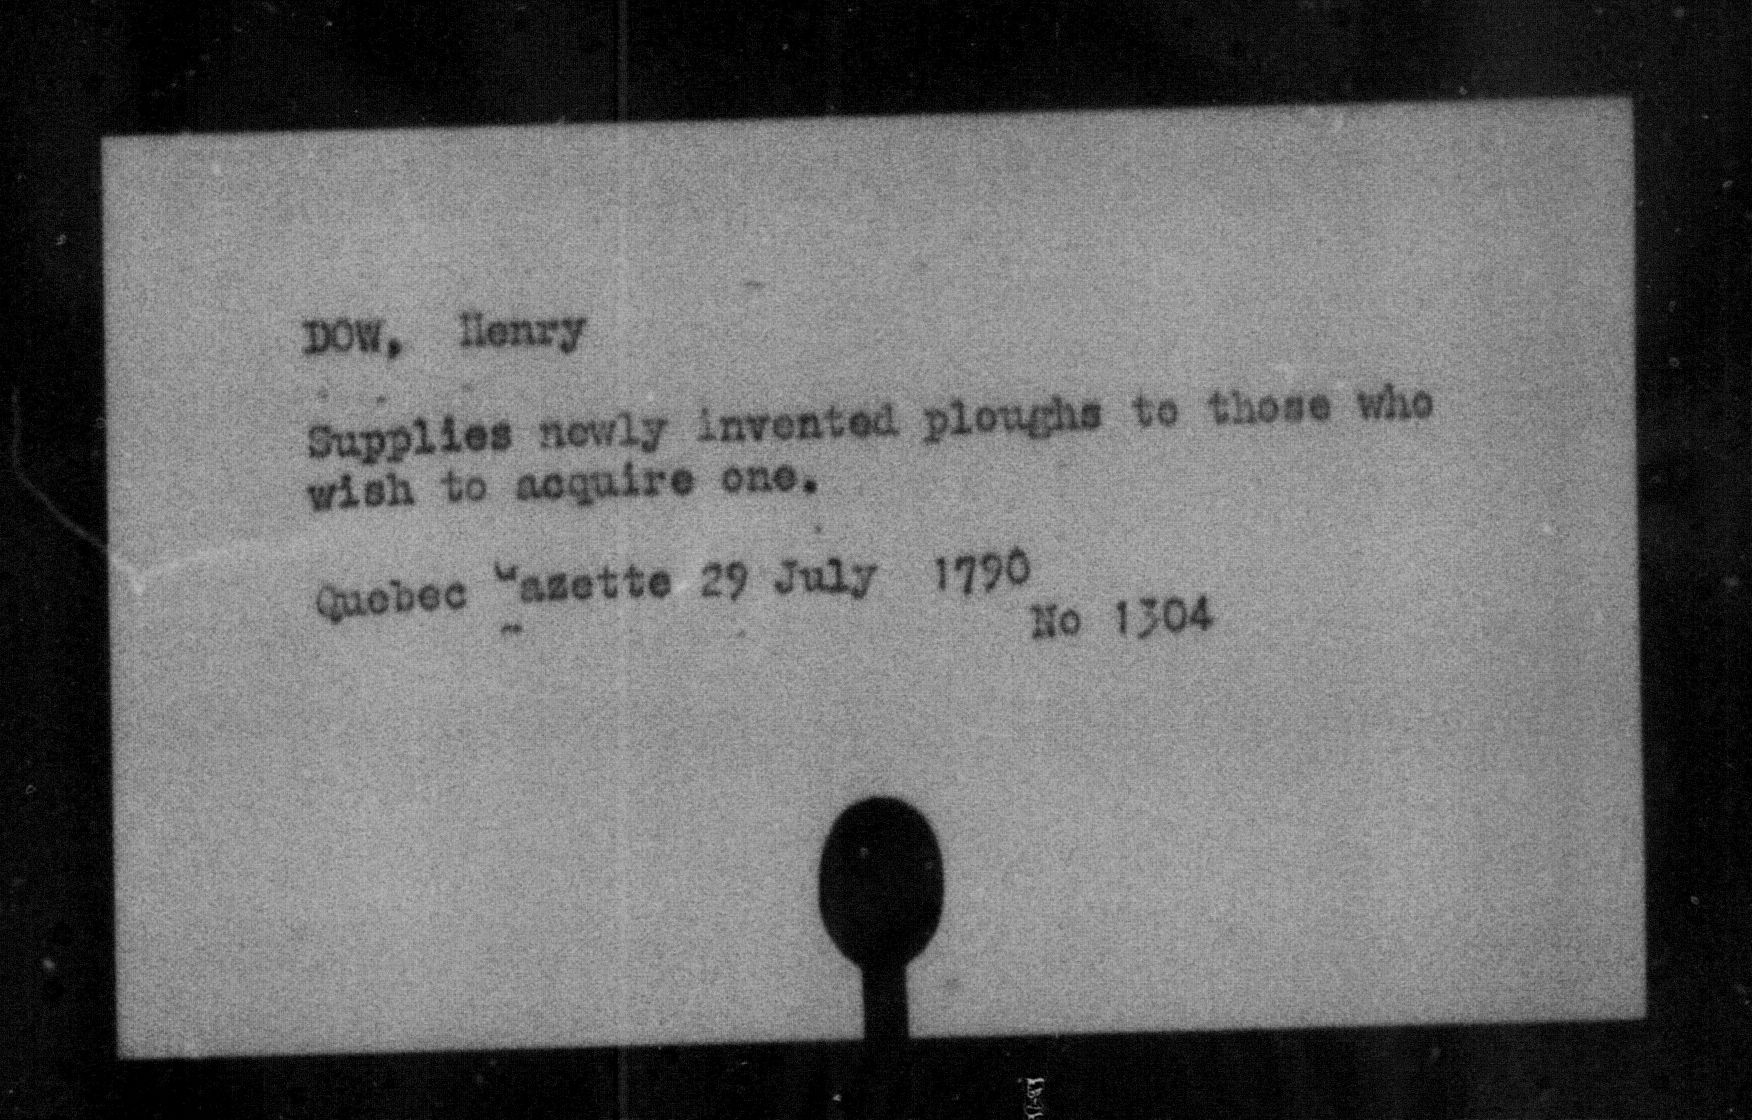 DOW, Henry
Supplies newly invented ploughs to those who
wish to acquire one.
Quebec Gazette 29 July 1790
No 1304